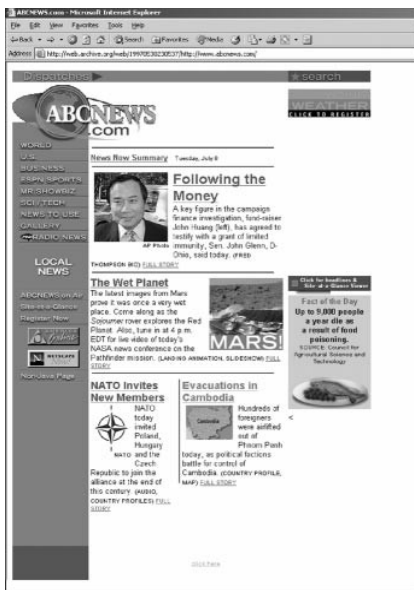 ABCNEWS.com - Microsoft Internet Explorer
File Edit View Favorites Tools Help
Back Search Favorites Media
Address http://web.archive.org/web/19970530230537/http://www.abcnews.com/
Dispatches
search
ABCNEWS
.com
WEATHER
CLICK TO REGISTER
WORLD
U.S.
BUSINESS
ESPN SPORTS
MR SHOWBIZ
SCI / TECH
NEWS TO USE
GALLERY
RADIO NEWS
LOCAL
NEWS
ABCNEWS on Air
Register Now
NETSCAPE
Non-Java Page
News Now Summary Tuesday, July 8
Following the
Money
A key figure in the campaign
finance investigation, fund-raiser
John Huang (left), has agreed to
testify with a grant of limited
immunity, Sen. John Glenn, D-
Ohio, said today. (FRED
AP Photo
THOMPSON BIO) FULL STORY
The Wet Planet
The latest images from Mars
prove it was once a very wet
place. Come along as the
Sojourner rover explores the Red
Planet. Also, tune in at 4 p.m.
EDT for live video of today's
NASA news conference on the
Pathfinder mission. (LANDING ANIMATION, SLIDESHOW) FULL
STORY
MARS!
NATO Invites
New Members
NATO
today
invited
Poland,
Hungary
and the
Czech
NATO
Republic to join the
alliance at the end of
this century. (AUDIO,
COUNTRY PROFILES) FULL
STORY
Evacuations in
Cambodia
Cambodia
Hundreds of
foreigners
were airlifted
out of
Phnom Penh
today, as political factions
battle for control of
Cambodia. (COUNTRY PROFILE,
MAP) FULL STORY
Click for headlines &
Site-at-a-Glance Viewer
Fact of the Day
Up to 9,000 people
a year die as
a result of food
poisoning.
SOURCE: Council for
Agricultural Science and
Technology
<
click here